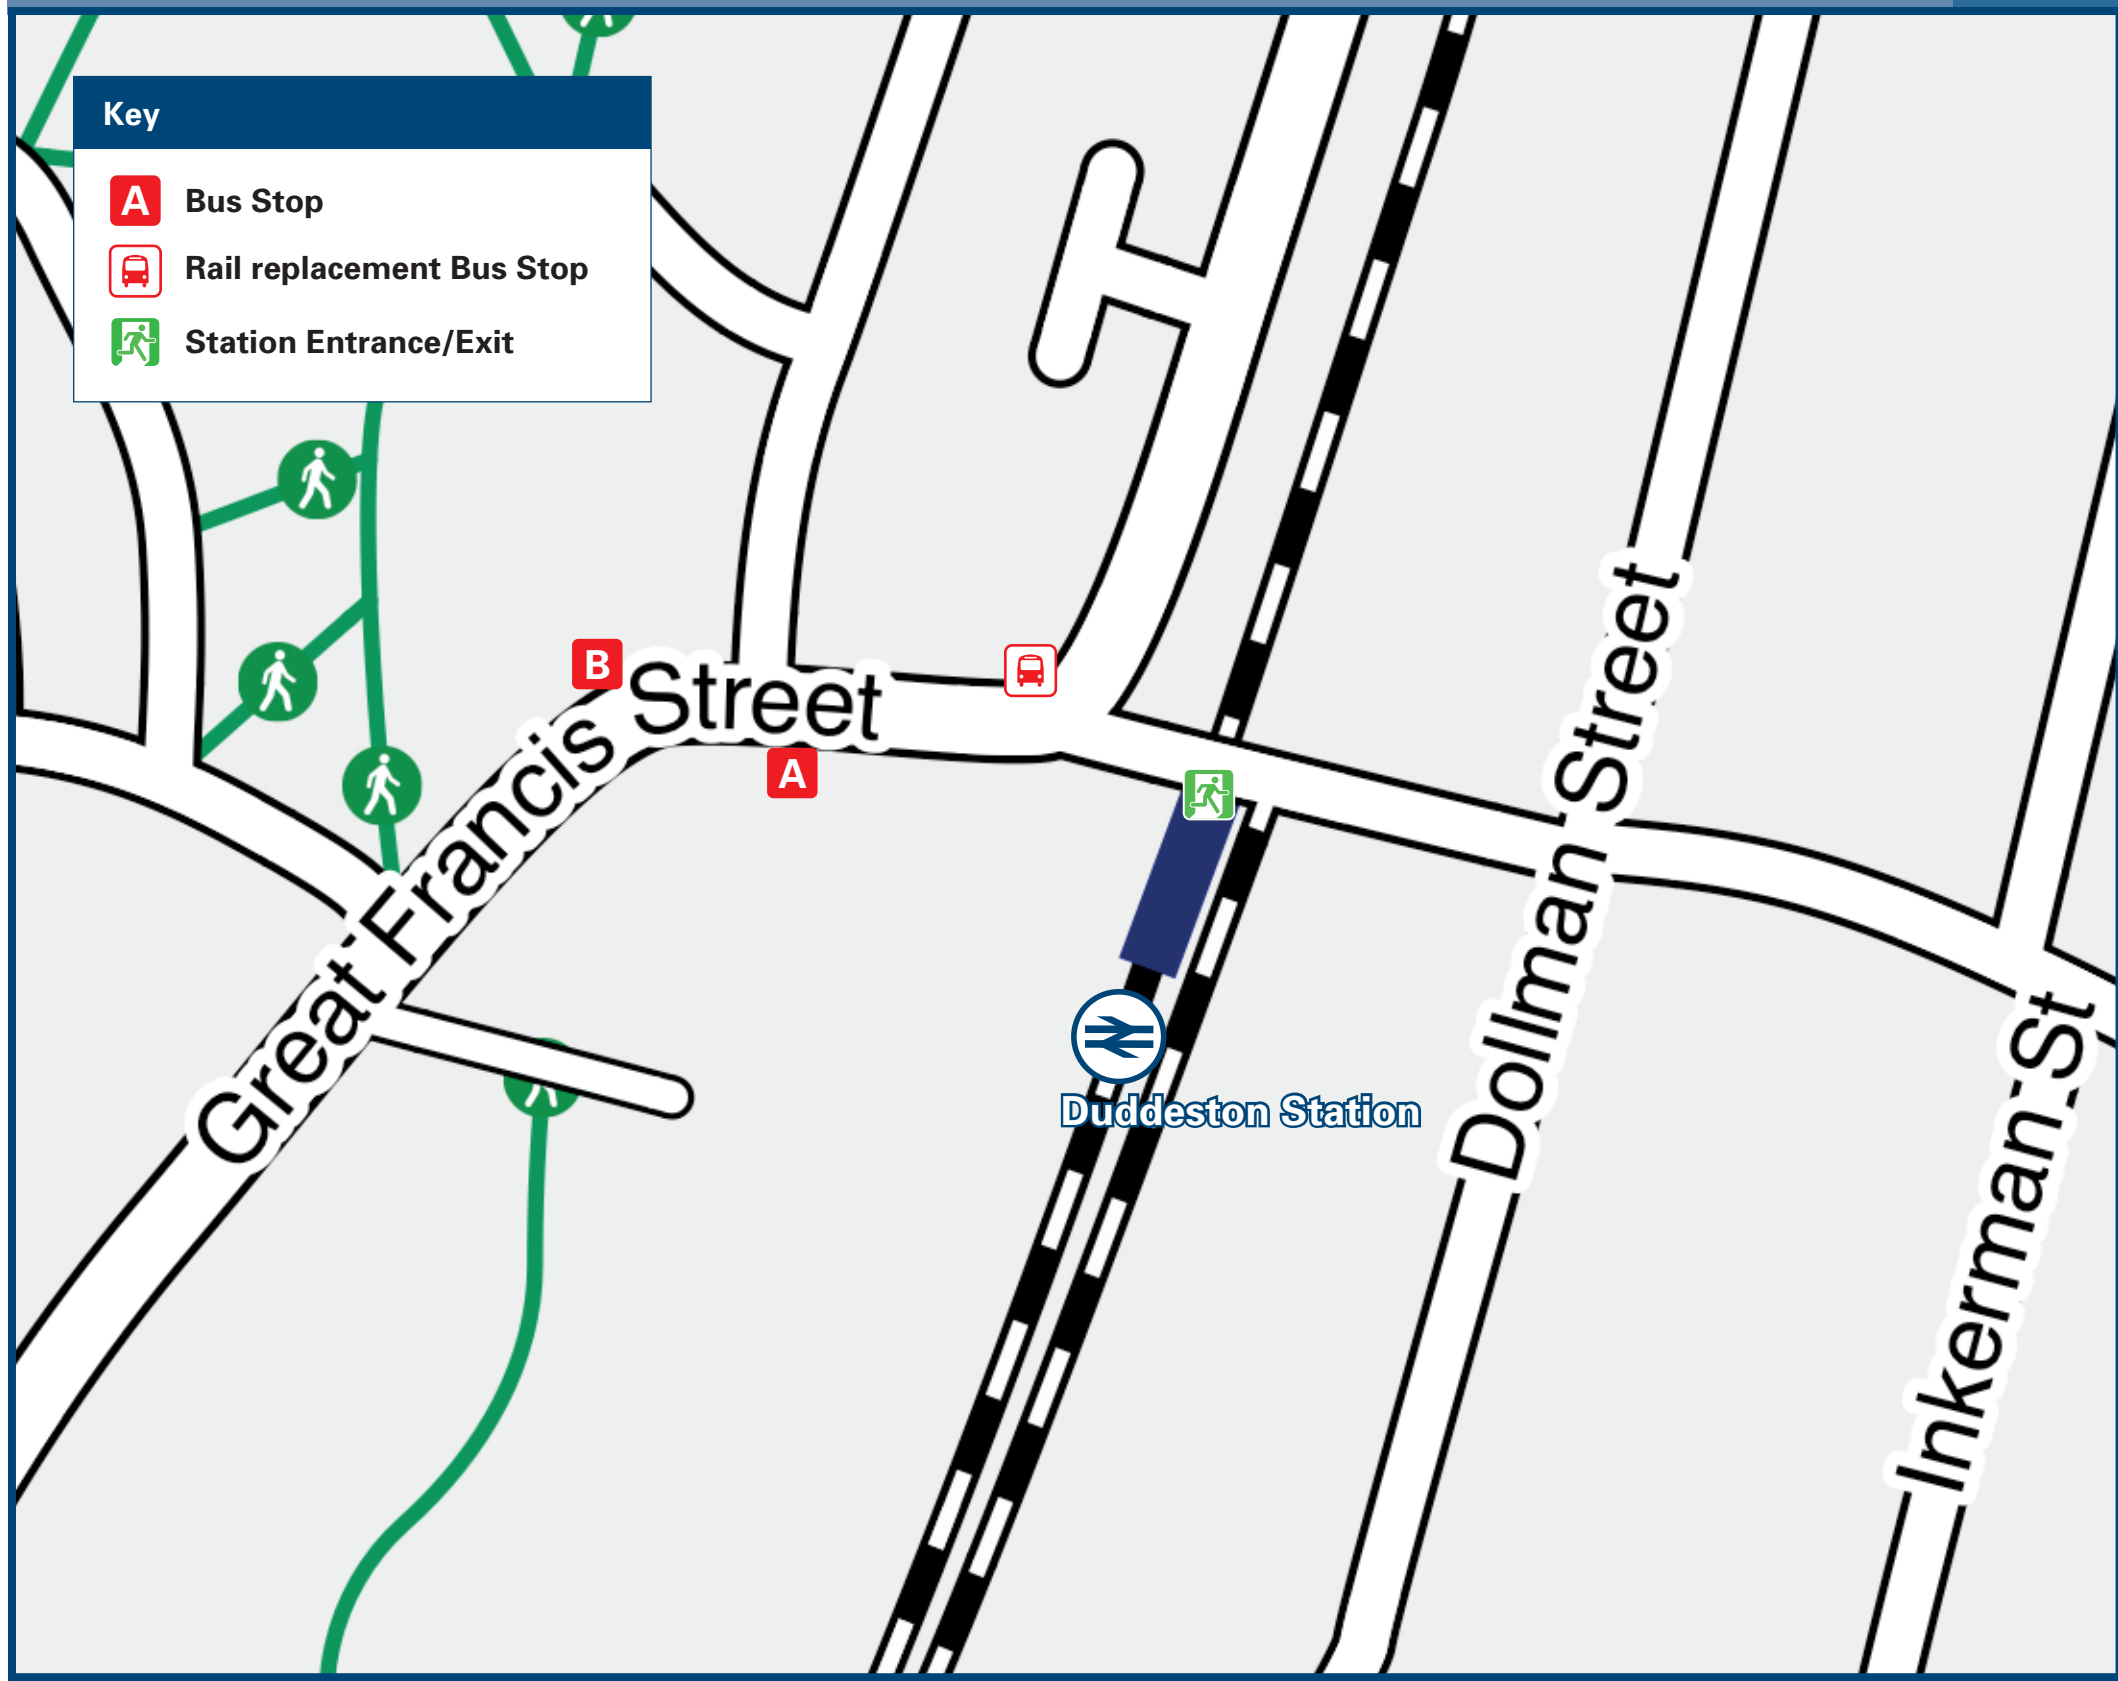 Key
A Bus Stop
Rail replacement Bus Stop
Station Entrance/Exit
B
A
Great Francis Street
Dollman Street
Duddeston Station
Inkerman St